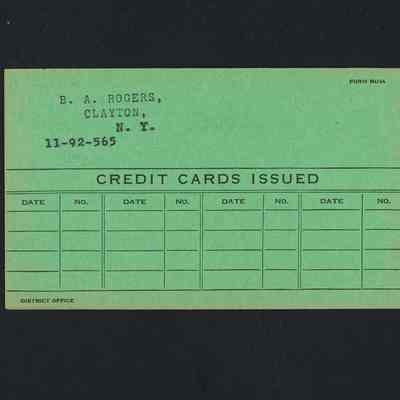 B. A. ROGERS,
CLAYTON,
N. Y.
11-92-565
CREDIT CARDS ISSUED
DATE NO. DATE NO. DATE NO. DATE NO.
DISTRICT OFFICE